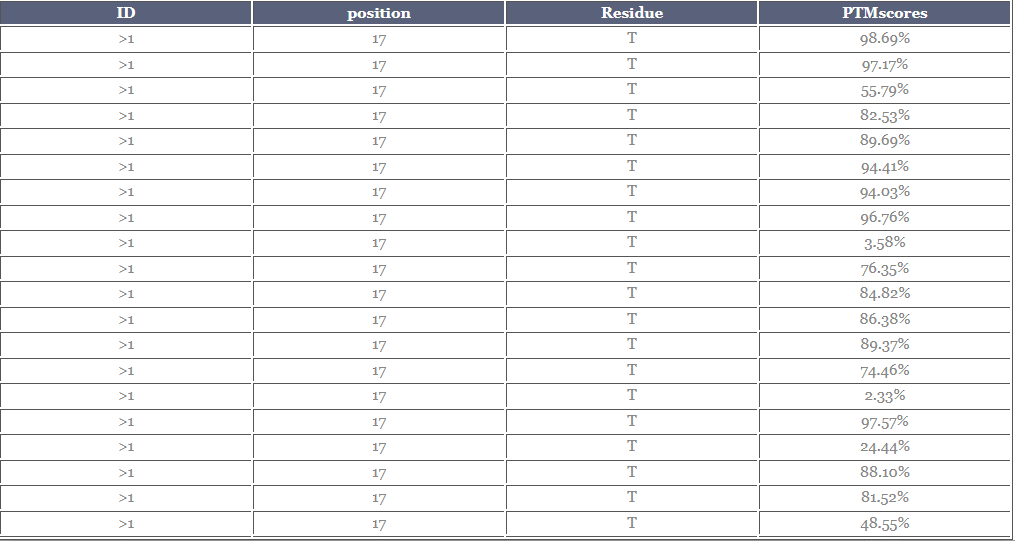 ID position Residue PTMscores
>1 17 T 98.69%
>1 17 T 97.17%
>1 17 T 55.79%
>1 17 T 82.53%
>1 17 T 89.69%
>1 17 T 94.41%
>1 17 T 94.03%
>1 17 T 96.76%
>1 17 T 3.58%
>1 17 T 76.35%
>1 17 T 84.82%
>1 17 T 86.38%
>1 17 T 89.37%
>1 17 T 74.46%
>1 17 T 2.33%
>1 17 T 97.57%
>1 17 T 24.44%
>1 17 T 88.10%
>1 17 T 81.52%
>1 17 T 48.55%